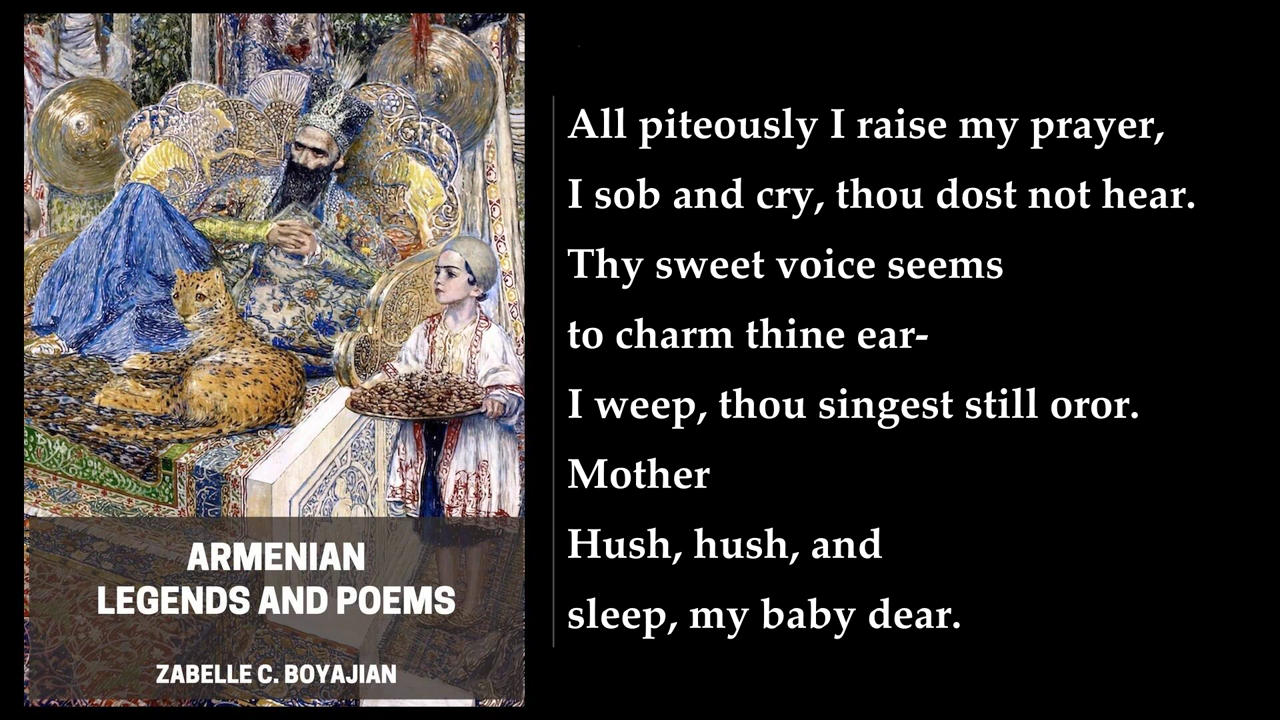 ARMENIAN
LEGENDS AND POEMS
ZABELLE C. BOYAJIAN
All piteously I raise my prayer,
I sob and cry, thou dost not hear.
Thy sweet voice seems
to charm thine ear-
I weep, thou singest still oror.
Mother
Hush, hush, and
sleep, my baby dear.